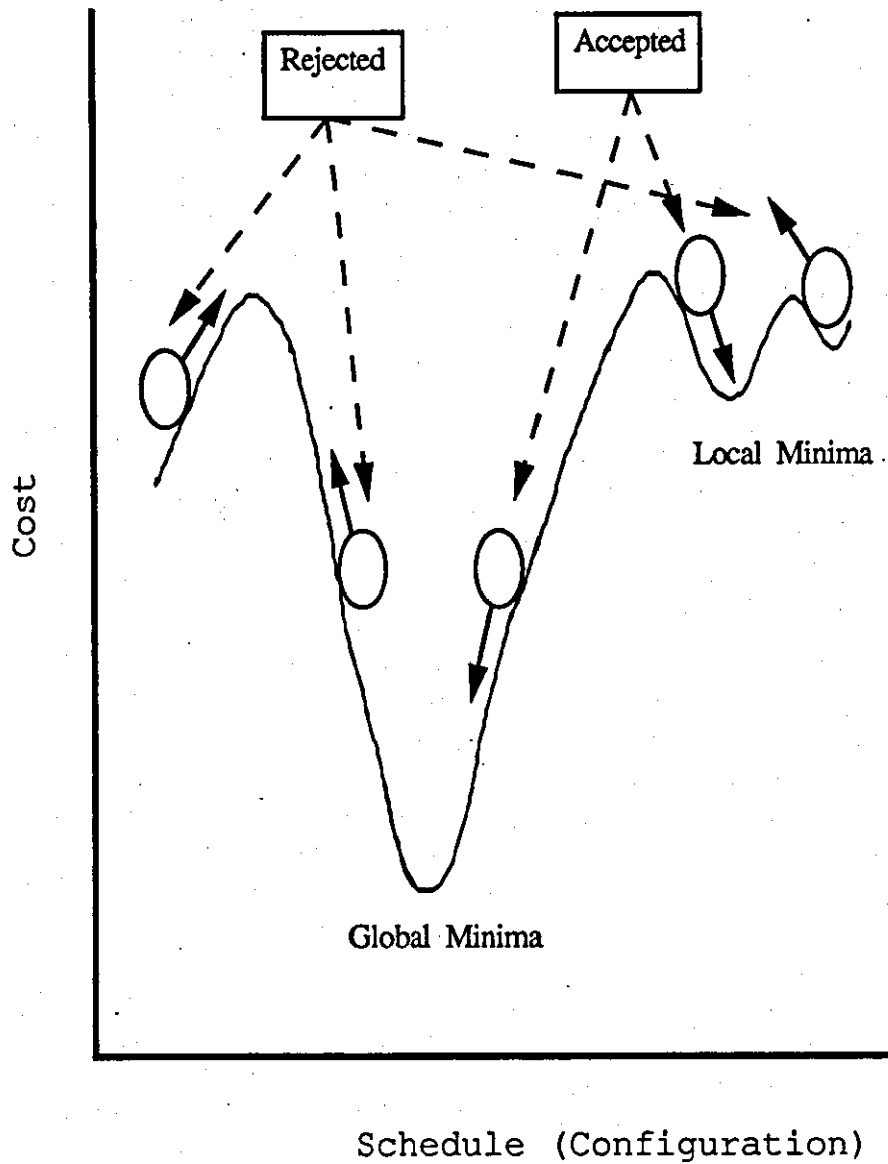 Rejected
Accepted
Local Minima
Cost
Global Minima
Schedule (Configuration)